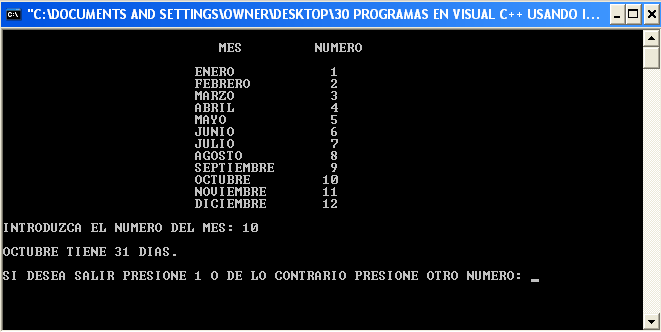 "C:\DOCUMENTS AND SETTINGS\OWNER\DESKTOP\30 PROGRAMAS EN VISUAL C++ USANDO I...
MES NUMERO
ENERO 1
FEBRERO 2
MARZO 3
ABRIL 4
MAYO 5
JUNIO 6
JULIO 7
AGOSTO 8
SEPTIEMBRE 9
OCTUBRE 10
NOVIEMBRE 11
DICIEMBRE 12
INTRODUZCA EL NUMERO DEL MES: 10
OCTUBRE TIENE 31 DIAS.
SI DESEA SALIR PRESIONE 1 O DE LO CONTRARIO PRESIONE OTRO NUMERO: _